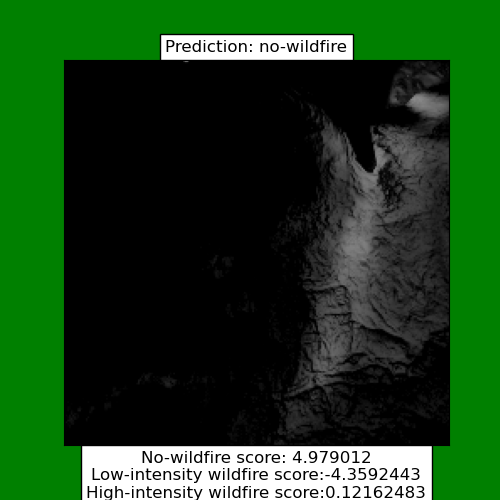 Prediction: no-wildfire
No-wildfire score: 4.979012
Low-intensity wildfire score:-4.3592443
High-intensity wildfire score:0.12162483